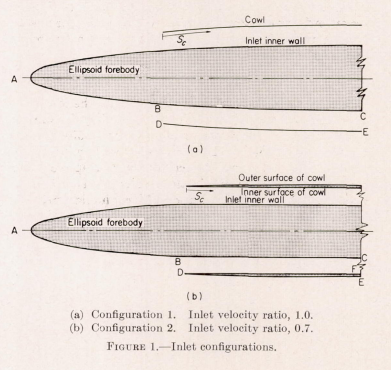 Cowl
S_c
Inlet inner wall
Ellipsoid forebody
A
B
C
D
E
(a)
Outer surface of cowl
S_c
Inner surface of cowl
Inlet inner wall
Ellipsoid forebody
A
B
C
D
F
E
(b)
(a) Configuration 1. Inlet velocity ratio, 1.0.
(b) Configuration 2. Inlet velocity ratio, 0.7.
FIGURE 1.—Inlet configurations.